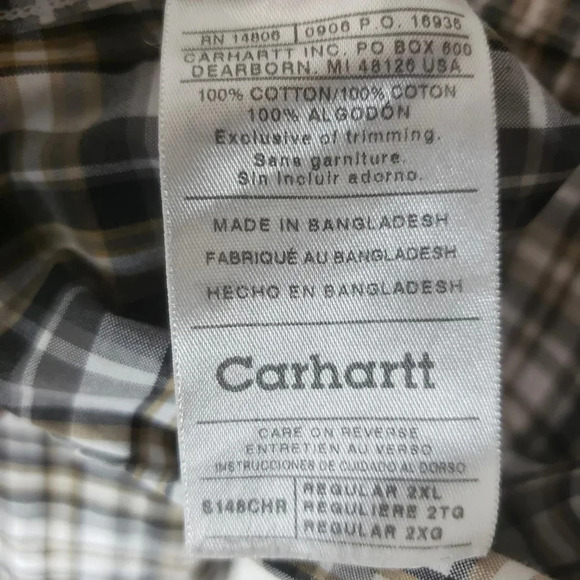 RN 14806 | 0906 P.O. 16936
CARHARTT INC. PO BOX 600
DEARBORN, MI 48126 USA
100% COTTON/100% COTON
100% ALGODÓN
Exclusive of trimming.
Sans garniture.
Sin incluir adorno.
MADE IN BANGLADESH
FABRIQUÉ AU BANGLADESH
HECHO EN BANGLADESH
Carhartt
CARE ON REVERSE
ENTRETIEN AU VERSO
INSTRUCCIONES DE CUIDADO AL DORSO
S148CHR
REGULAR 2XL
REGULIERE 2TG
REGULAR 2XG